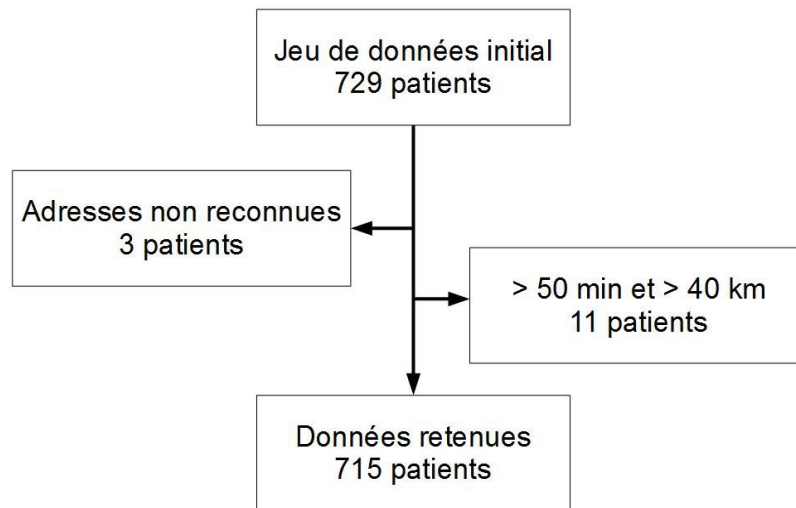 Jeu de données initial
729 patients
Adresses non reconnues
3 patients
> 50 min et > 40 km
11 patients
Données retenues
715 patients